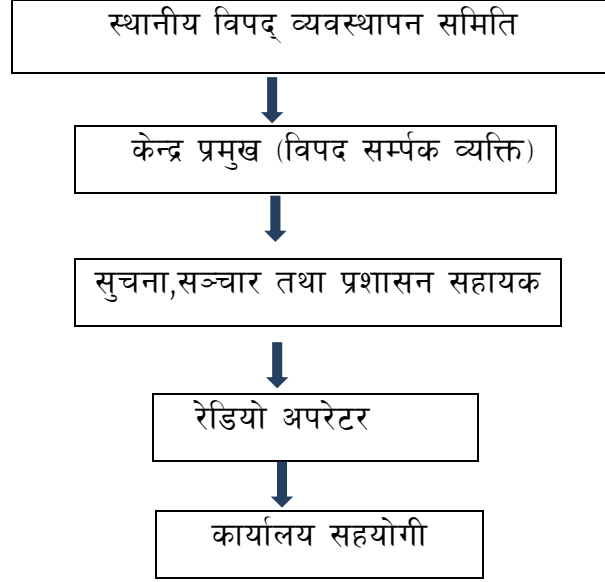 स्थानीय विपद् व्यवस्थापन समिति
केन्द्र प्रमुख (विपद सर्म्पक व्यक्ति)
सुचना,सञ्चार तथा प्रशासन सहायक
रेडियो अपरेटर
कार्यालय सहयोगी